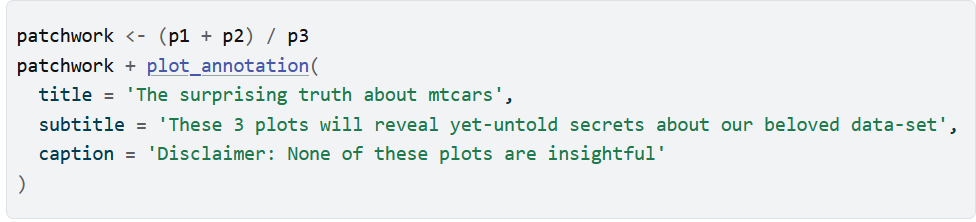 patchwork <- (p1 + p2) / p3
patchwork + plot_annotation(
  title = 'The surprising truth about mtcars',
  subtitle = 'These 3 plots will reveal yet-untold secrets about our beloved data-set',
  caption = 'Disclaimer: None of these plots are insightful'
)